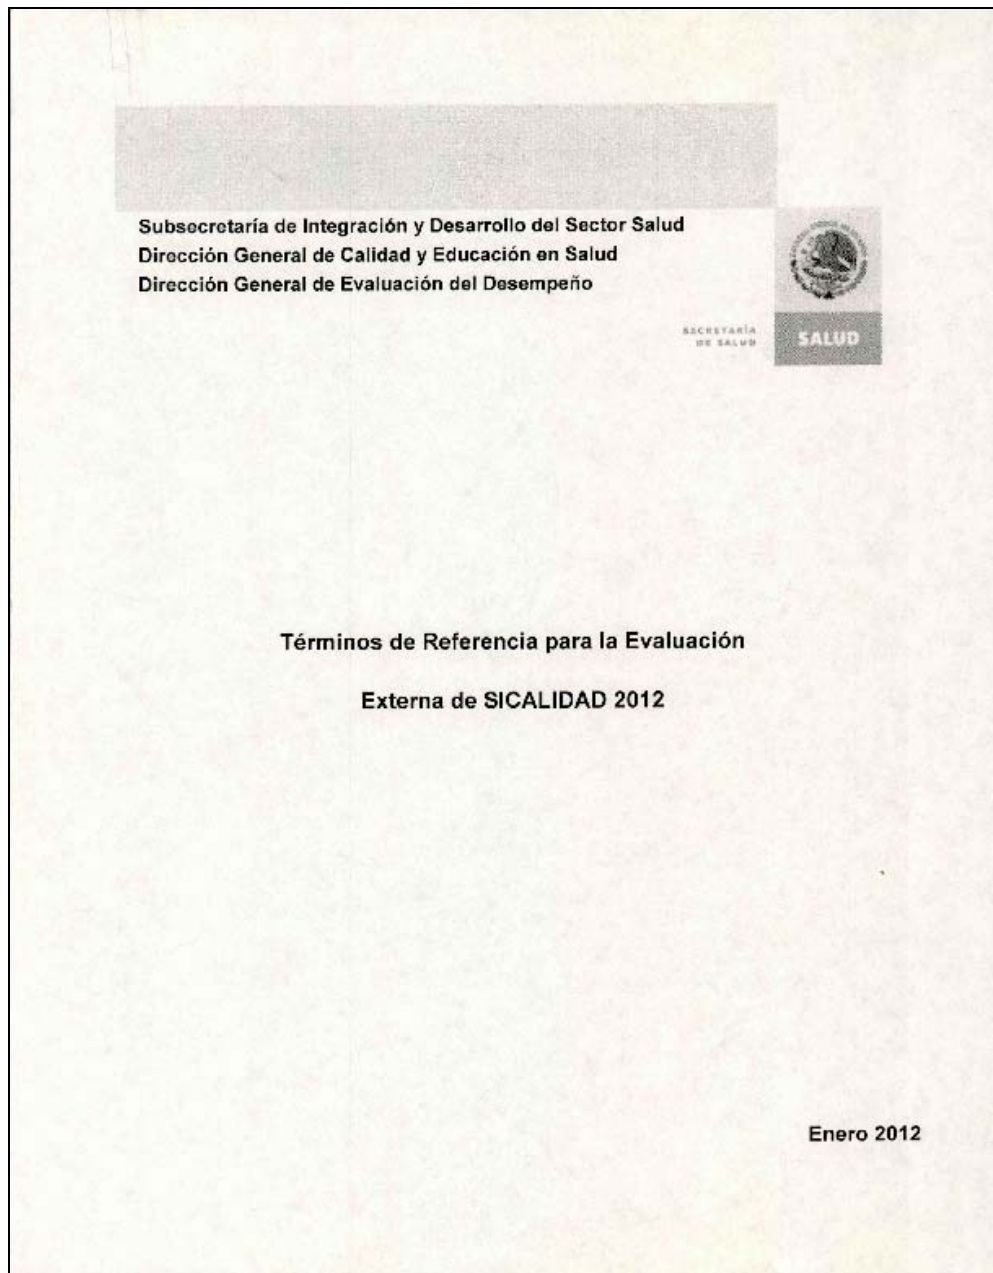 Subsecretaría de Integración y Desarrollo del Sector Salud
Dirección General de Calidad y Educación en Salud
Dirección General de Evaluación del Desempeño
SECRETARÍA
DE SALUD
SALUD
Términos de Referencia para la Evaluación
Externa de SICALIDAD 2012
Enero 2012